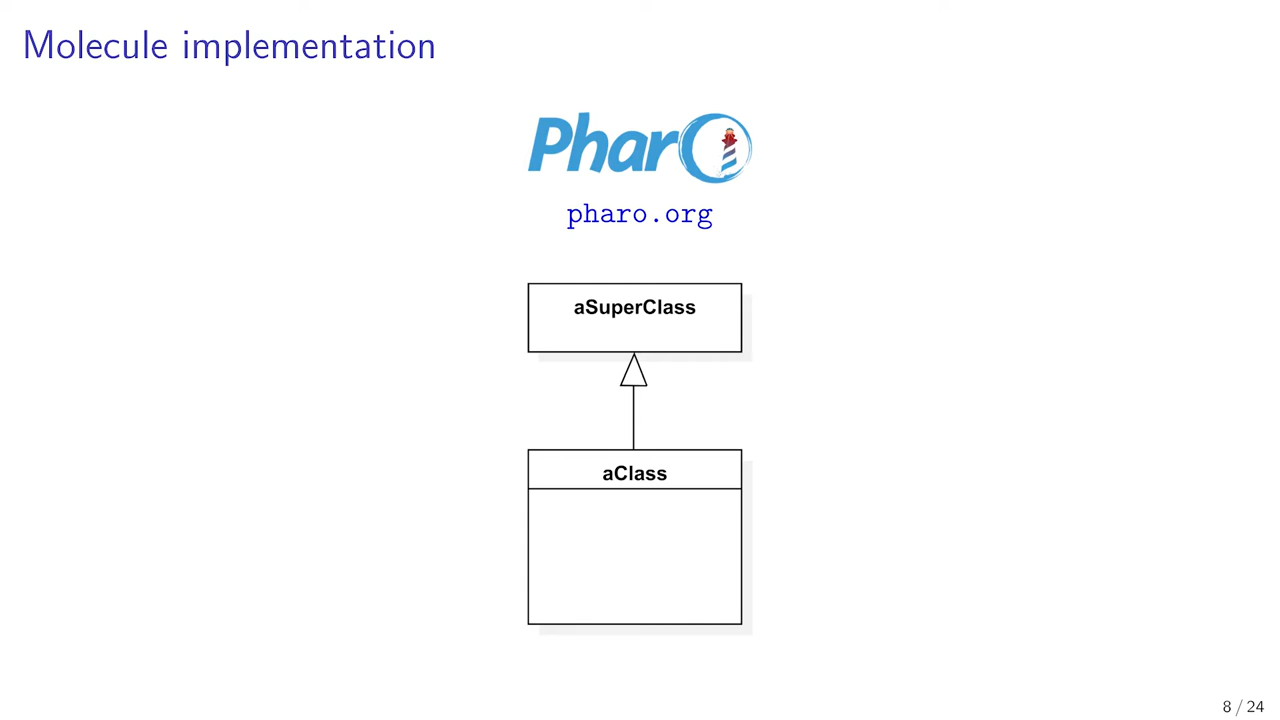 Molecule implementation
Pharo
pharo.org
aSuperClass
aClass
8 / 24